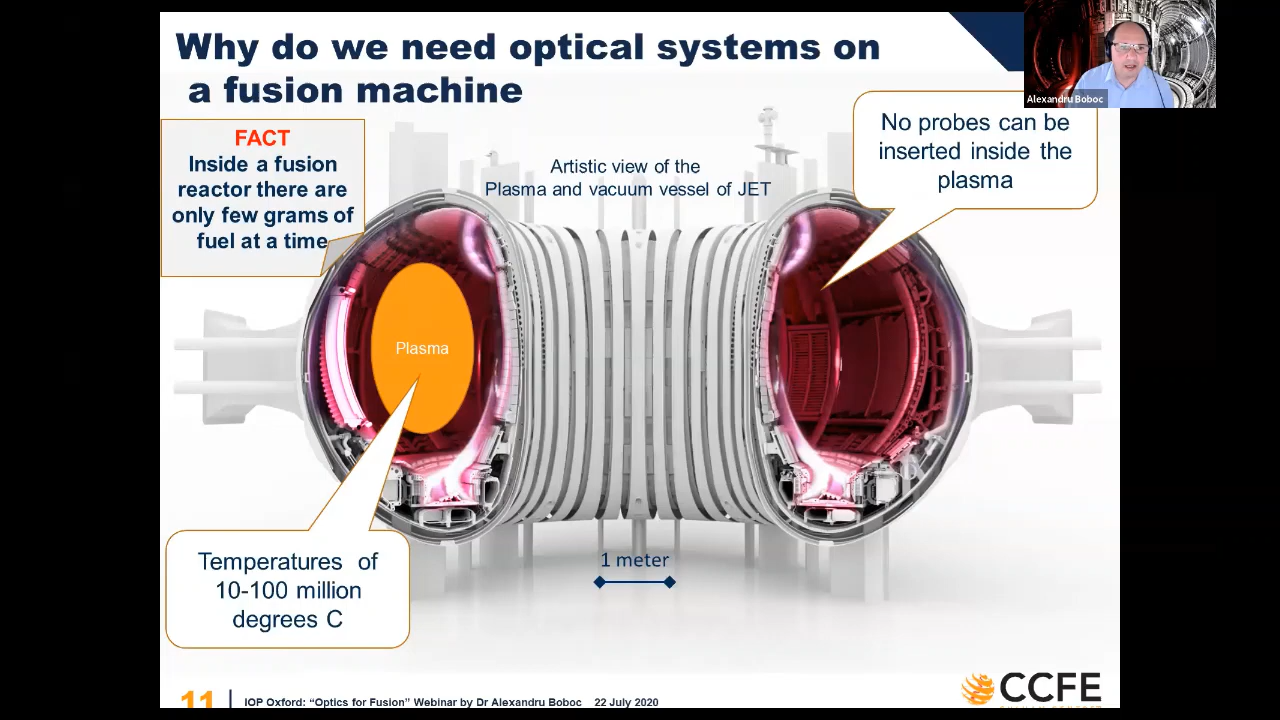 Why do we need optical systems on
a fusion machine
Alexandru Boboc
FACT
Inside a fusion
reactor there are
only few grams of
fuel at a time
Artistic view of the
Plasma and vacuum vessel of JET
No probes can be
inserted inside the
plasma
Plasma
Temperatures of
10-100 million
degrees C
1 meter
11
IOP Oxford: “Optics for Fusion” Webinar by Dr Alexandru Boboc 22 July 2020
CCFE